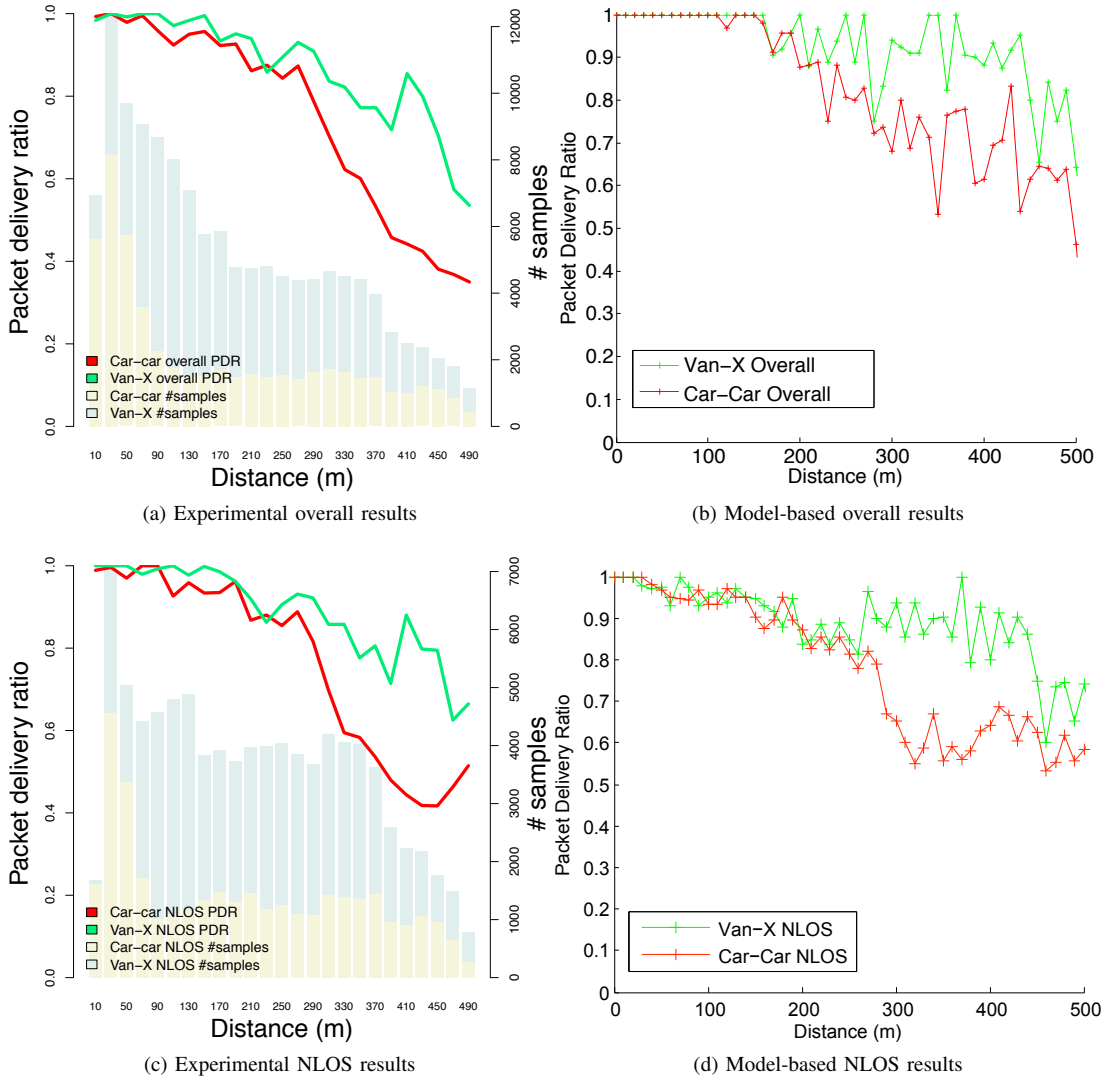 Packet delivery ratio
1.0
0.8
0.6
0.4
0.2
0.0
Car−car overall PDR
Van−X overall PDR
Car−car #samples
Van−X #samples
10 50 90 130 170 210 250 290 330 370 410 450 490
Distance (m)
12000
10000
8000
6000
4000
2000
0
# samples
(a) Experimental overall results
Packet Delivery Ratio
1
0.9
0.8
0.7
0.6
0.5
0.4
0.3
0.2
0.1
1
Van−X Overall
Car−Car Overall
0 100 200 300 400 500
Distance (m)
(b) Model-based overall results
Packet delivery ratio
1.0
0.8
0.6
0.4
0.2
0.0
Car−car NLOS PDR
Van−X NLOS PDR
Car−car NLOS #samples
Van−X NLOS #samples
10 50 90 130 170 210 250 290 330 370 410 450 490
Distance (m)
7000
6000
5000
4000
3000
2000
1000
0
# samples
(c) Experimental NLOS results
Packet Delivery Ratio
1
0.9
0.8
0.7
0.6
0.5
0.4
0.3
0.2
0.1
1
Van−X NLOS
Car−Car NLOS
0 100 200 300 400 500
Distance (m)
(d) Model-based NLOS results